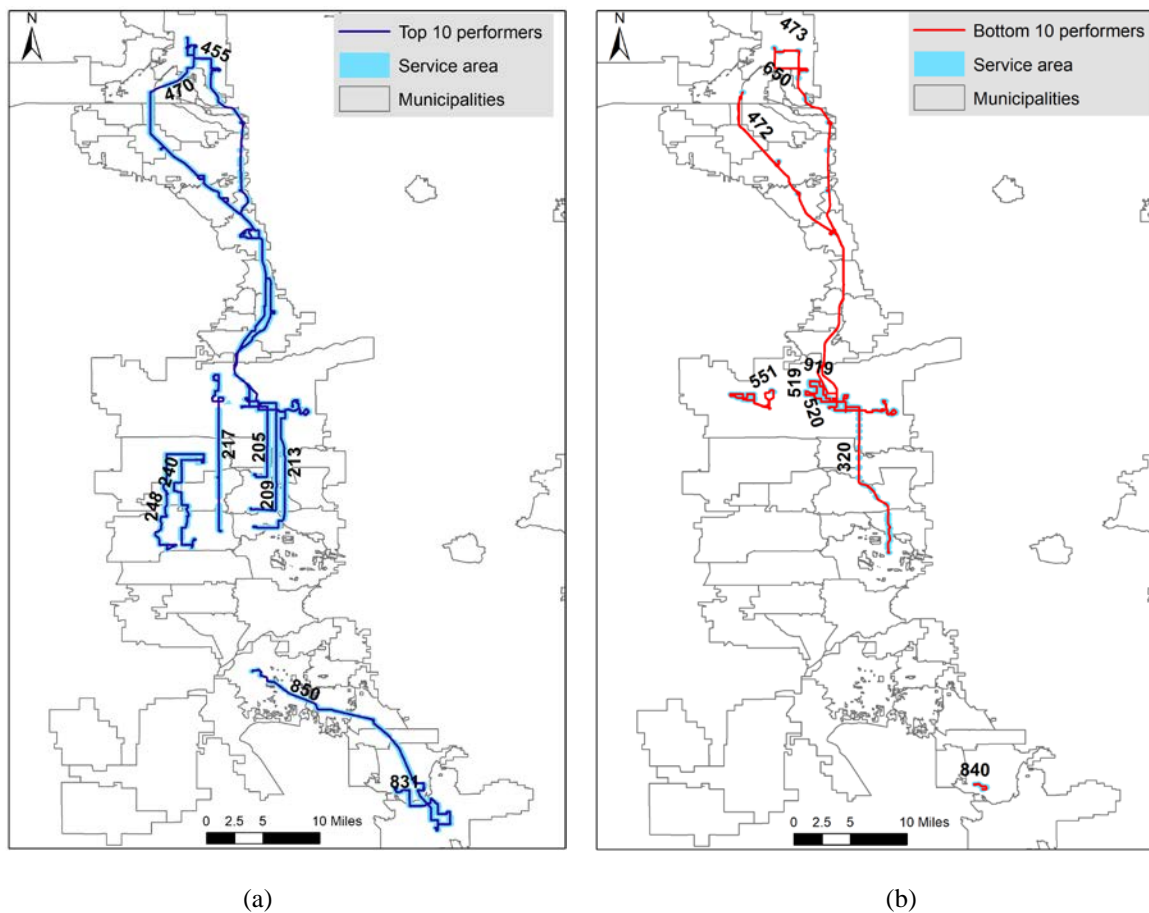 N
Top 10 performers
Service area
Municipalities
455
470
217
205
213
209
240
248
850
831
0 2.5 5 10 Miles
(a)
N
Bottom 10 performers
Service area
Municipalities
473
650
472
551
519
919
520
320
840
0 2.5 5 10 Miles
(b)